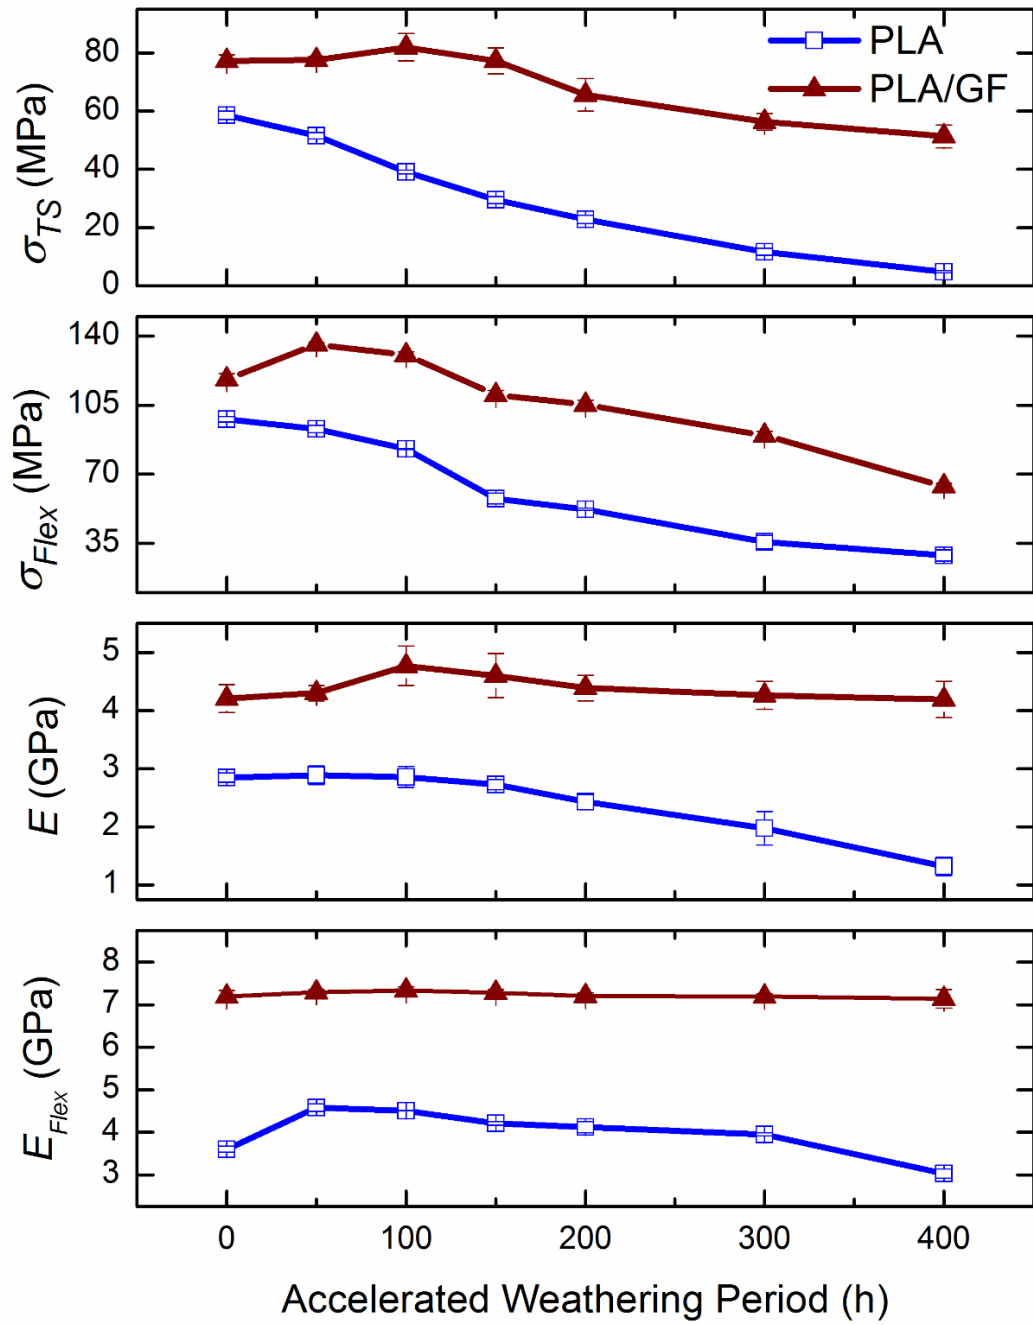 PLA
PLA/GF
σTS (MPa)
80
60
40
20
0
σFlex (MPa)
140
105
70
35
E (GPa)
5
4
3
2
1
EFlex (GPa)
8
7
6
5
4
3
0 100 200 300 400
Accelerated Weathering Period (h)